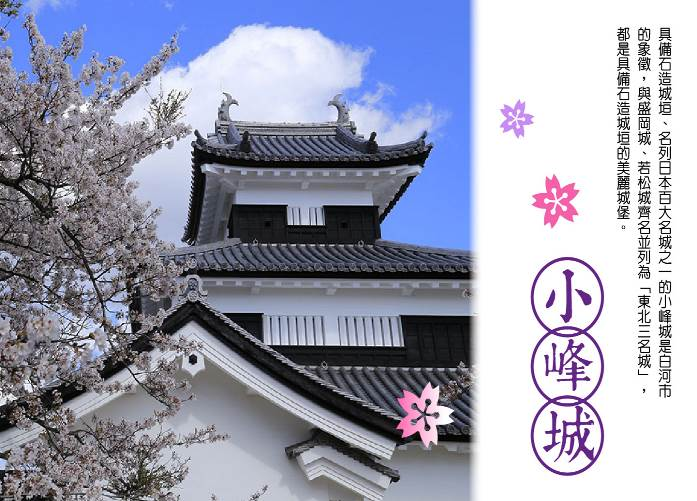 具備石造城垣、名列日本百大名城之一的小峰城是白河市
的象徵，與盛岡城、若松城齊名並列為「東北三名城」，
都是具備石造城垣的美麗城堡。
小峰城